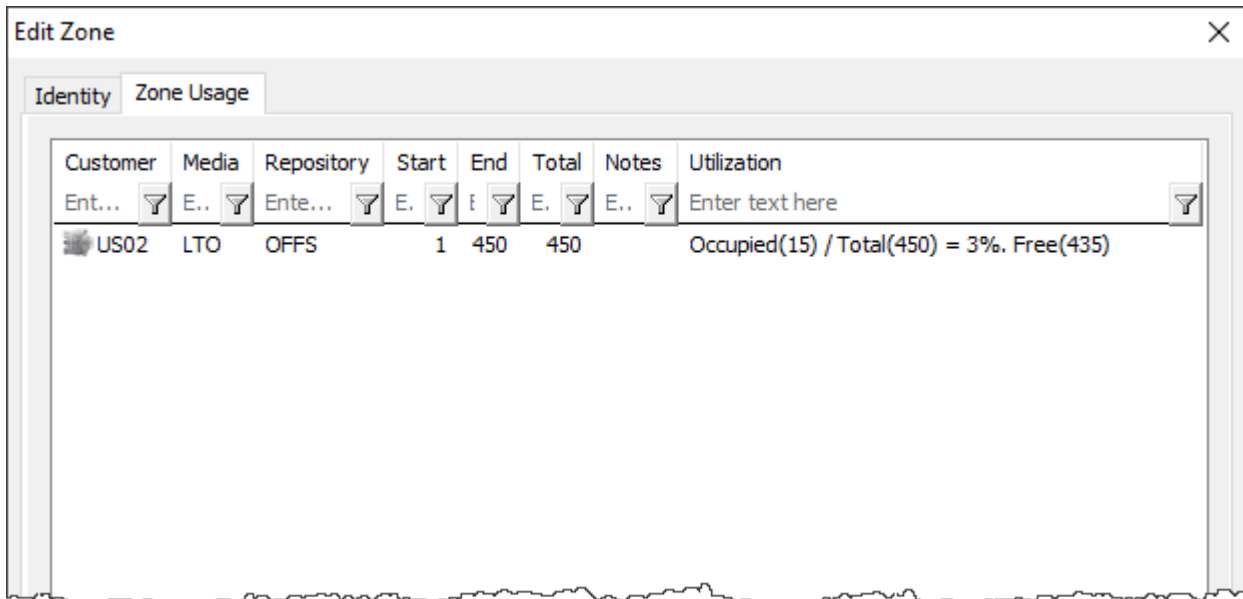 Edit Zone
Identity Zone Usage
Customer Media Repository Start End Total Notes Utilization
Ent... E.. Ente... E. E E. E.. Enter text here
US02 LTO OFFS 1 450 450 Occupied(15) / Total(450) = 3%. Free(435)